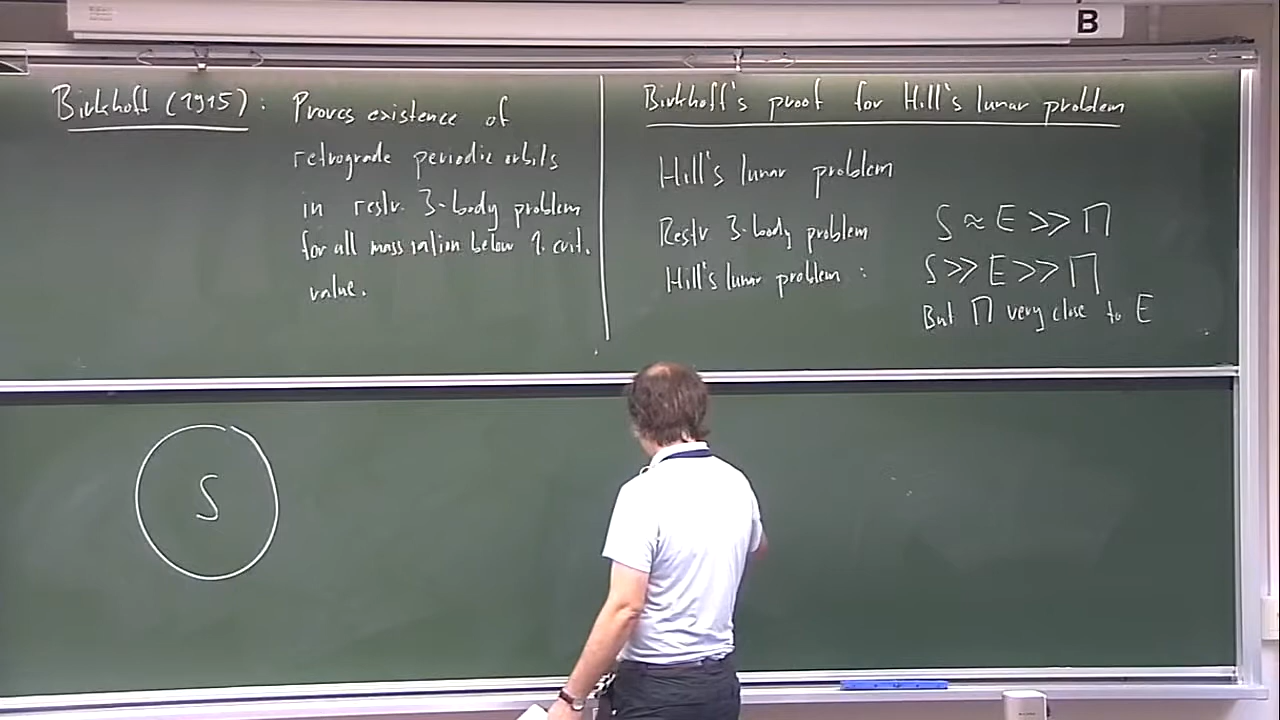 B
Birkhoff (1915): Proves existence of
retrograde periodic orbits
in restr. 3-body problem
for all mass ration below 1. crit.
value.
Birkhoff's proof for Hill's lunar problem
Hill's lunar problem
Restr 3-body problem S ≈ E >> M
Hill's lunar problem : S >> E >> M
But M very close to E
S